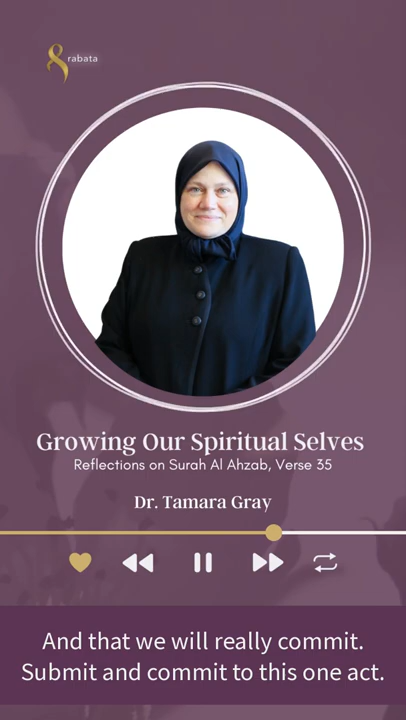 rabata
Growing Our Spiritual Selves
Reflections on Surah Al Ahzab, Verse 35
Dr. Tamara Gray
And that we will really commit.
Submit and commit to this one act.